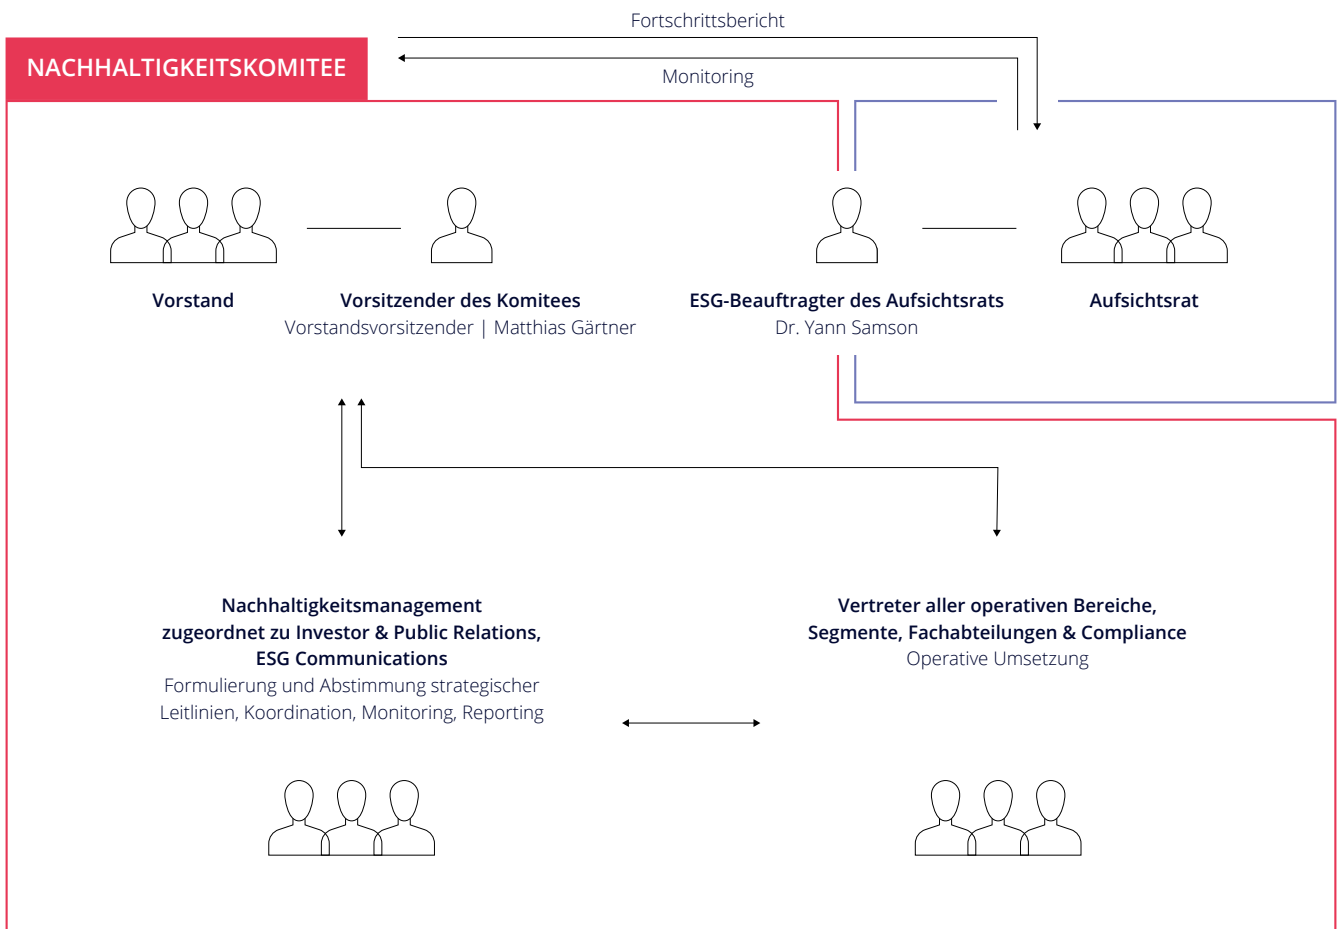 Fortschrittsbericht
NACHHALTIGKEITSKOMITEE
Monitoring
Vorstand
Vorsitzender des Komitees
Vorstandsvorsitzender | Matthias Gärtner
ESG-Beauftragter des Aufsichtsrats
Dr. Yann Samson
Aufsichtsrat
Nachhaltigkeitsmanagement
zugeordnet zu Investor & Public Relations,
ESG Communications
Formulierung und Abstimmung strategischer
Leitlinien, Koordination, Monitoring, Reporting
Vertreter aller operativen Bereiche,
Segmente, Fachabteilungen & Compliance
Operative Umsetzung